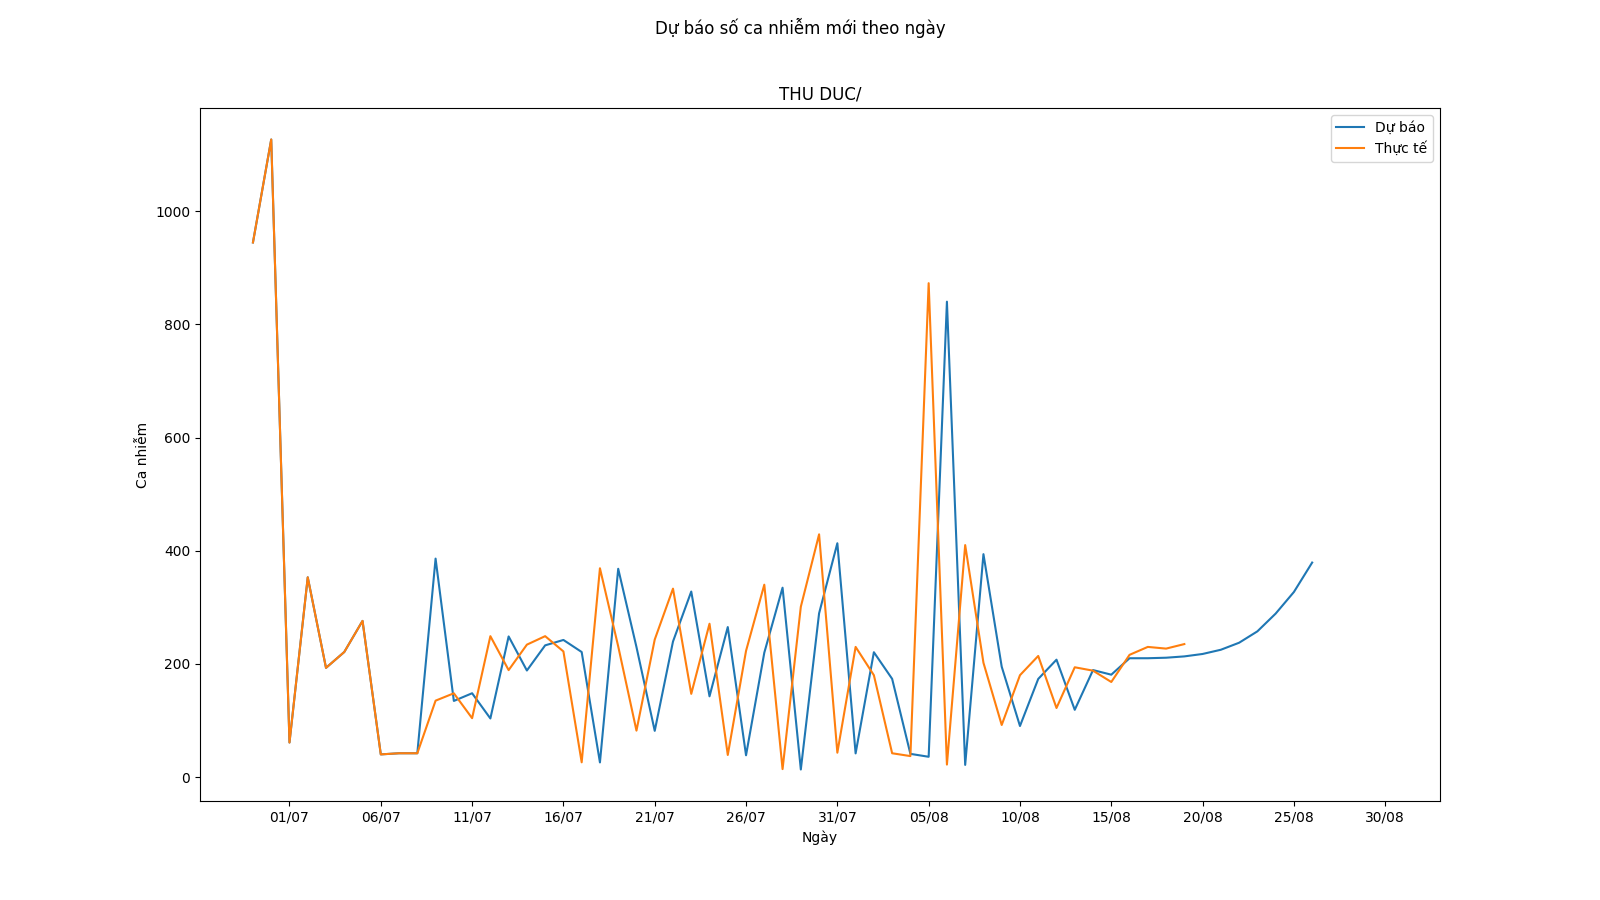 Dự báo số ca nhiễm mới theo ngày
THU DUC/
Dự báo
Thực tế
Ca nhiễm
1000
800
600
400
200
0
01/07 06/07 11/07 16/07 21/07 26/07 31/07 05/08 10/08 15/08 20/08 25/08 30/08
Ngày